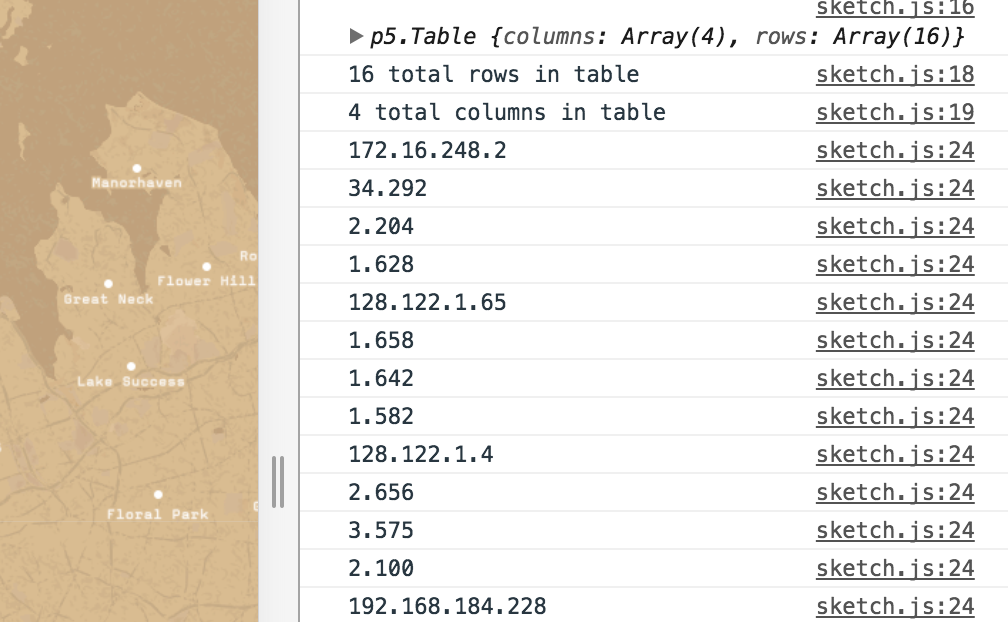 sketch.js:16
▶ p5.Table {columns: Array(4), rows: Array(16)}
16 total rows in table sketch.js:18
4 total columns in table sketch.js:19
172.16.248.2 sketch.js:24
34.292 sketch.js:24
2.204 sketch.js:24
1.628 sketch.js:24
128.122.1.65 sketch.js:24
1.658 sketch.js:24
1.642 sketch.js:24
1.582 sketch.js:24
128.122.1.4 sketch.js:24
2.656 sketch.js:24
3.575 sketch.js:24
2.100 sketch.js:24
192.168.184.228 sketch.js:24
Manorhaven
Ro
Flower Hill
Great Neck
Lake Success
Floral Park